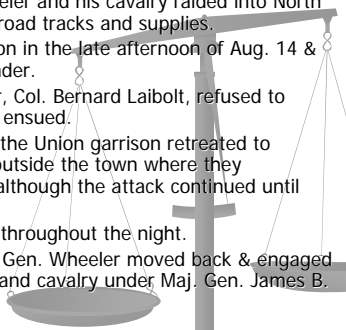 eeler and his cavalry raided into North
road tracks and supplies.
on in the late afternoon of Aug. 14 &
nder.
r, Col. Bernard Laibolt, refused to
ensued.
the Union garrison retreated to
outside the town where they
although the attack continued until
throughout the night.
Gen. Wheeler moved back & engaged
and cavalry under Maj. Gen. James B.